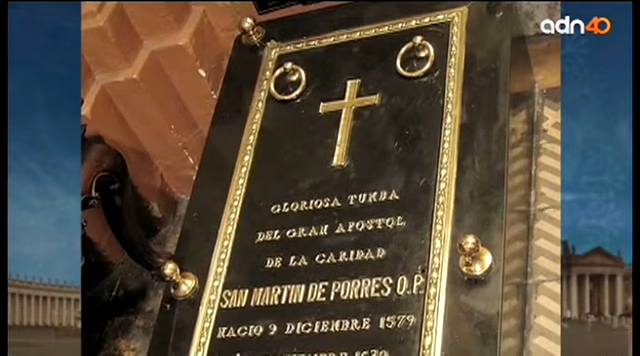 adn40
GLORIOSA TUMBA
DEL GRAN APOSTOL
DE LA CARIDAD
SAN MARTIN DE PORRES O.P.
NACIO 9 DICIEMBRE 1579